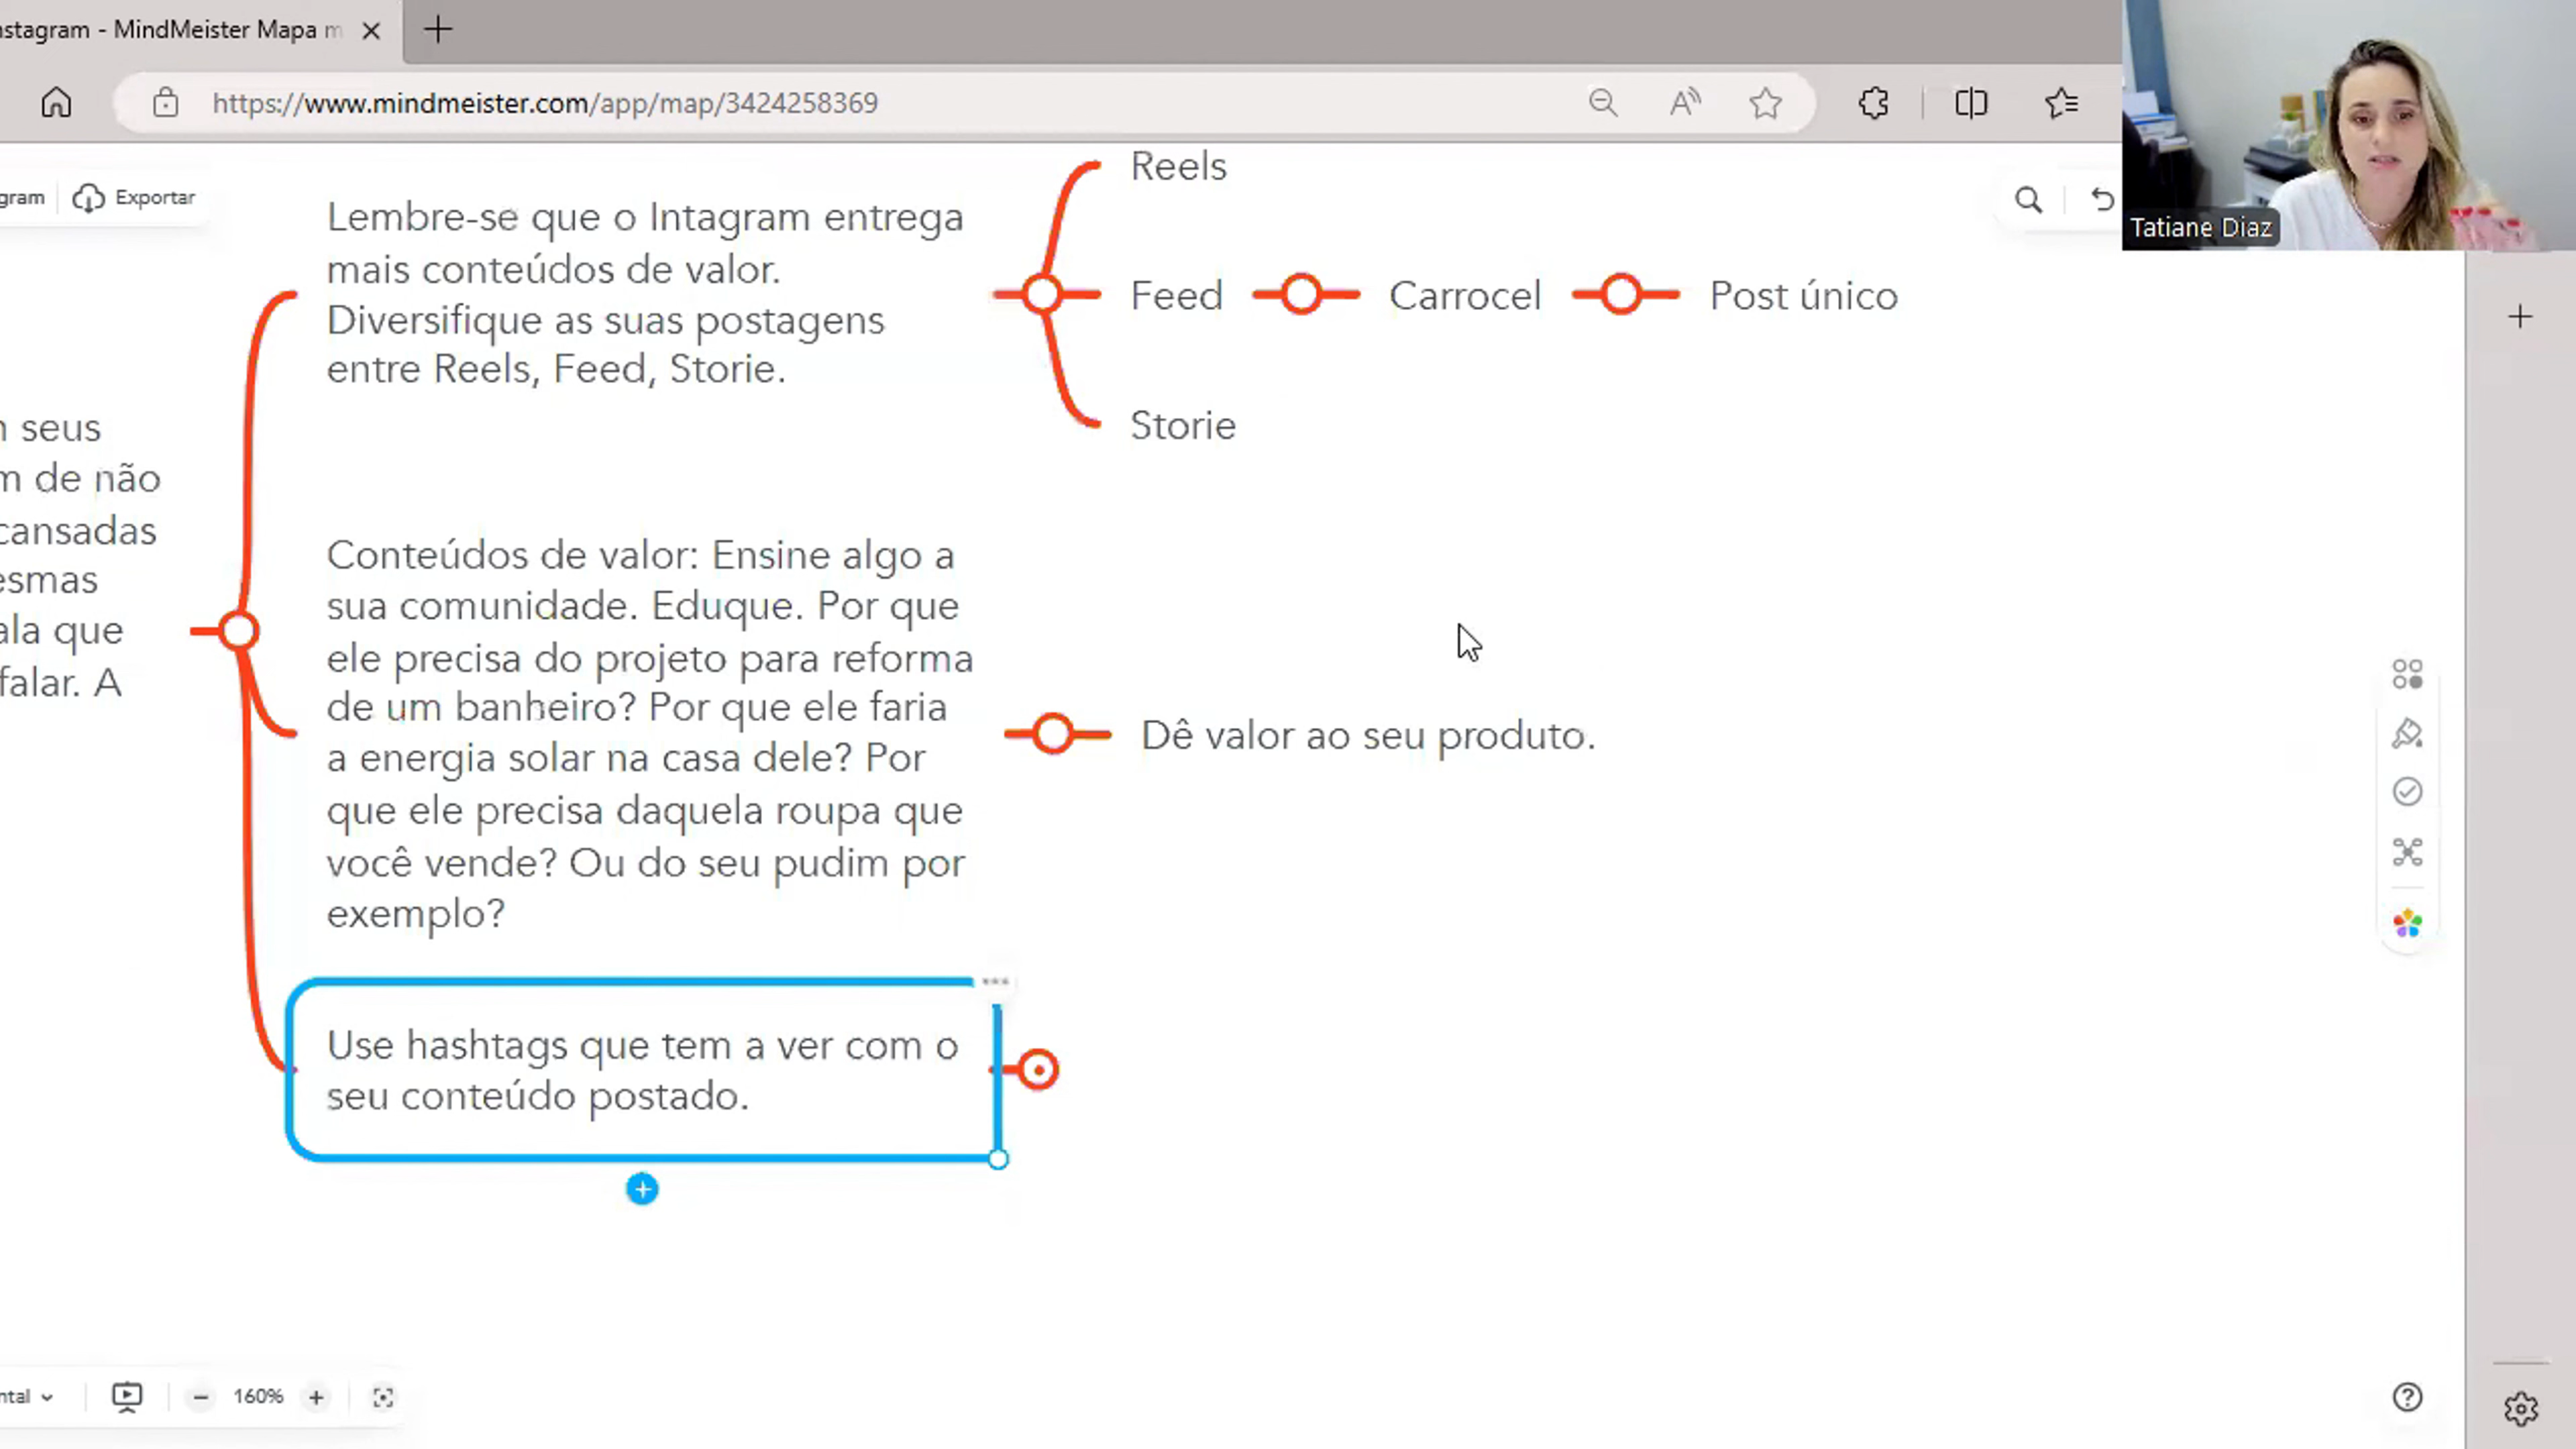 nstagram - MindMeister Mapa m
https://www.mindmeister.com/app/map/3424258369
gram
Exportar
Tatiane Diaz
Lembre-se que o Intagram entrega
mais conteúdos de valor.
Diversifique as suas postagens
entre Reels, Feed, Storie.
Reels
Feed
Carrocel
Post único
Storie
n seus
m de não
cansadas
esmas
ala que
falar. A
Conteúdos de valor: Ensine algo a
sua comunidade. Eduque. Por que
ele precisa do projeto para reforma
de um banheiro? Por que ele faria
a energia solar na casa dele? Por
que ele precisa daquela roupa que
você vende? Ou do seu pudim por
exemplo?
Dê valor ao seu produto.
Use hashtags que tem a ver com o
seu conteúdo postado.
ntal
160%